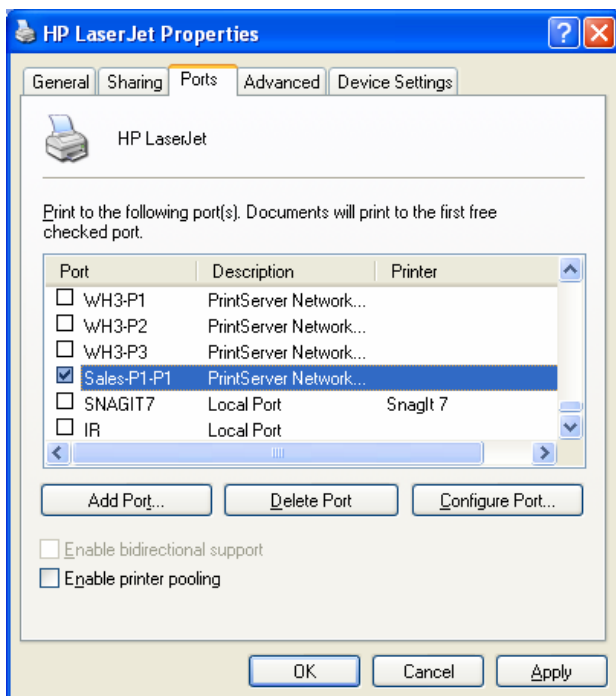 HP LaserJet Properties
General Sharing Ports Advanced Device Settings
HP LaserJet
Print to the following port(s). Documents will print to the first free
checked port.
Port Description Printer
WH3-P1 PrintServer Network...
WH3-P2 PrintServer Network...
WH3-P3 PrintServer Network...
Sales-P1-P1 PrintServer Network...
SNAGIT7 Local Port SnagIt 7
IR Local Port
Add Port... Delete Port Configure Port...
Enable bidirectional support
Enable printer pooling
OK Cancel Apply